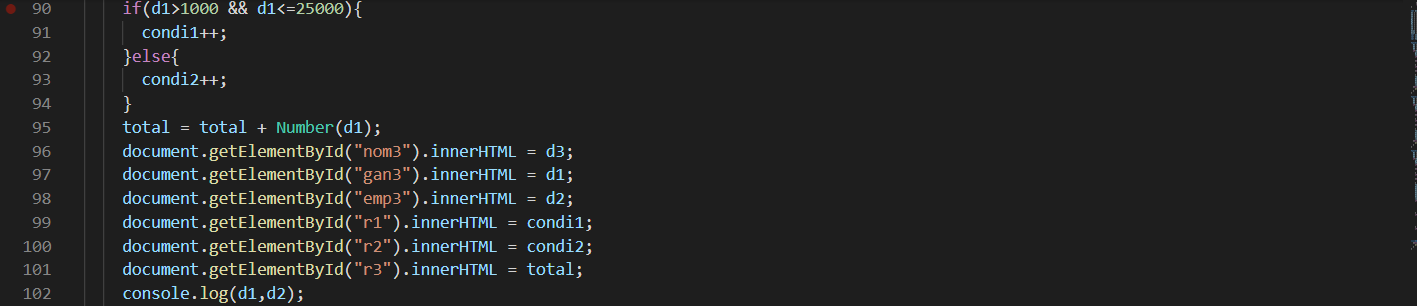 90 if(d1>1000 && d1<=25000){
91 condi1++;
92 }else{
93 condi2++;
94 }
95 total = total + Number(d1);
96 document.getElementById("nom3").innerHTML = d3;
97 document.getElementById("gan3").innerHTML = d1;
98 document.getElementById("emp3").innerHTML = d2;
99 document.getElementById("r1").innerHTML = condi1;
100 document.getElementById("r2").innerHTML = condi2;
101 document.getElementById("r3").innerHTML = total;
102 console.log(d1,d2);